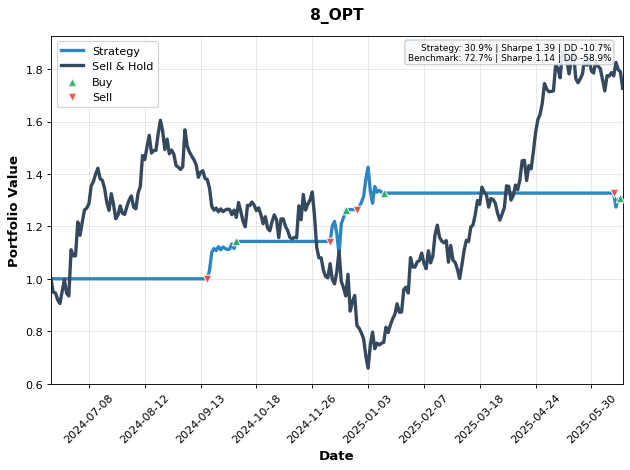 8_OPT
Strategy
Sell & Hold
Buy
Sell
Strategy: 30.9% | Sharpe 1.39 | DD -10.7%
Benchmark: 72.7% | Sharpe 1.14 | DD -58.9%
Portfolio Value
1.8
1.6
1.4
1.2
1.0
0.8
0.6
2024-07-08
2024-08-12
2024-09-13
2024-10-18
2024-11-26
2025-01-03
2025-02-07
2025-03-18
2025-04-24
2025-05-30
Date